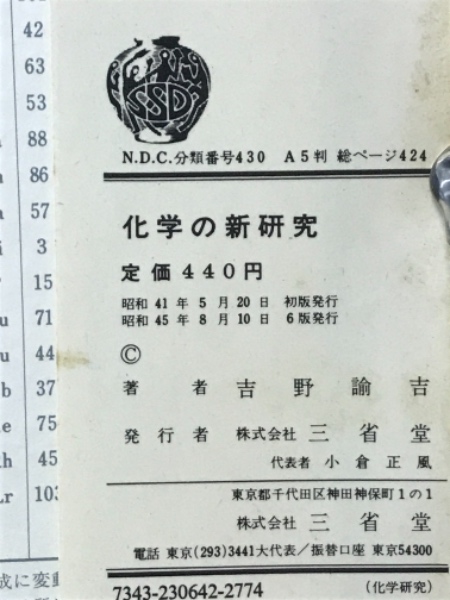 42
63
53
88
86
57
i 3
15
u 71
u 44
b 37
e 75
h 45
Lr 103
成に変動
SSD
N.D.C.分類番号430 A5判 総ページ424
化学の新研究
定価440円
昭和41年5月20日 初版発行
昭和45年8月10日 6版発行
©
著者 吉野諭吉
発行者 株式会社 三省堂
代表者 小倉正風
東京都千代田区神田神保町1の1
株式会社 三省堂
電話 東京(293)3441大代表/振替口座 東京54300
7343-230642-2774 (化学研究)